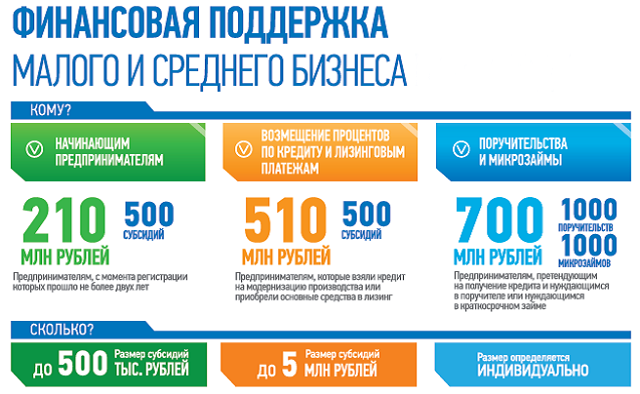 ФИНАНСОВАЯ ПОДДЕРЖКА
МАЛОГО И СРЕДНЕГО БИЗНЕСА
КОМУ?
НАЧИНАЮЩИМ
ПРЕДПРИНИМАТЕЛЯМ
210
МЛН РУБЛЕЙ
500
СУБСИДИЙ
Предпринимателям, с момента регистрации
которых прошло не более двух лет
ВОЗМЕЩЕНИЕ ПРОЦЕНТОВ
ПО КРЕДИТУ И ЛИЗИНГОВЫМ
ПЛАТЕЖАМ
510
МЛН РУБЛЕЙ
500
СУБСИДИЙ
Предпринимателям, которые взяли кредит
на модернизацию производства или
приобрели основные средства в лизинг
ПОРУЧИТЕЛЬСТВА
И МИКРОЗАЙМЫ
700
МЛН РУБЛЕЙ
1000
ПОРУЧИТЕЛЬСТВ
1000
МИКРОЗАЙМОВ
Предпринимателям, претендующим
на получение кредита и нуждающимся
в поручителе или нуждающимся
в краткосрочном займе
СКОЛЬКО?
Размер субсидий
до 500 ТЫС. РУБЛЕЙ
Размер субсидий
до 5 МЛН РУБЛЕЙ
Размер определяется
ИНДИВИДУАЛЬНО